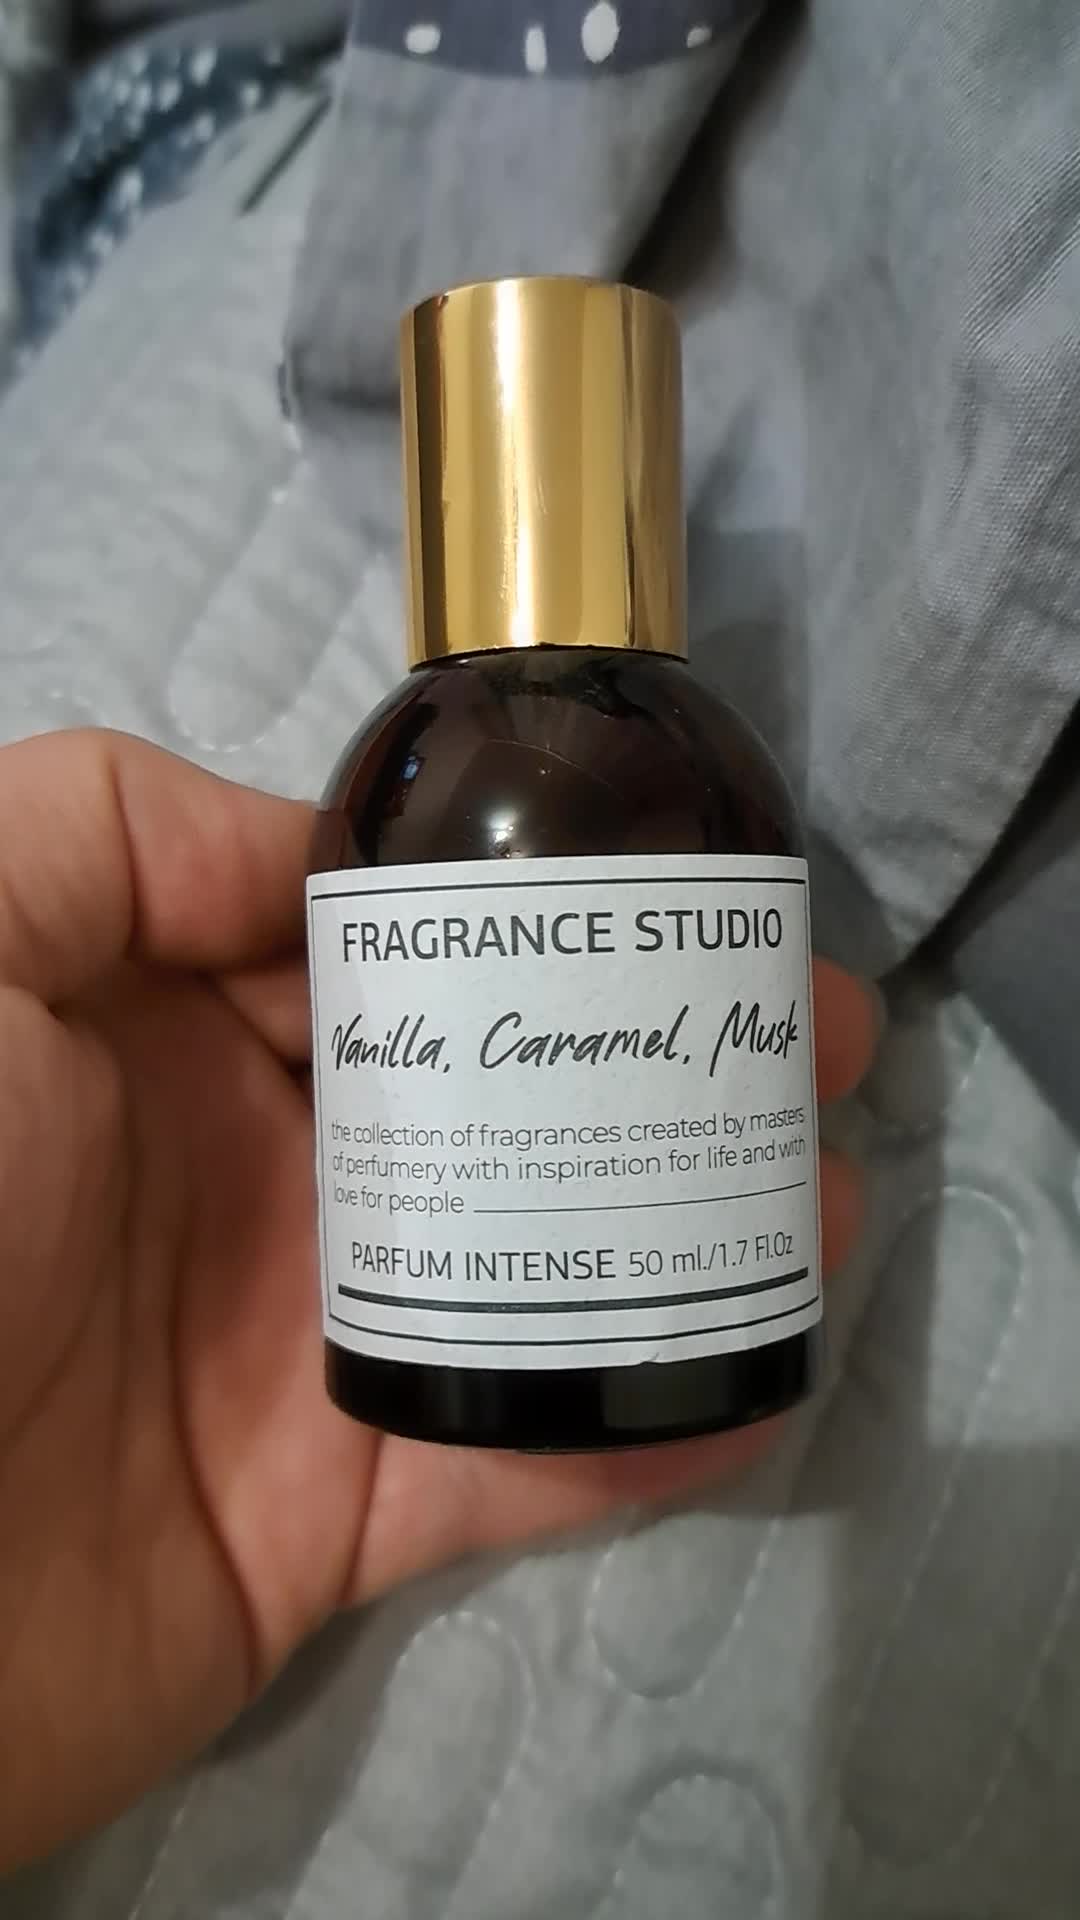 FRAGRANCE STUDIO
Vanilla, Caramel, Musk
the collection of fragrances created by masters
of perfumery with inspiration for life and with
love for people
PARFUM INTENSE 50 ml./1.7 Fl.Oz